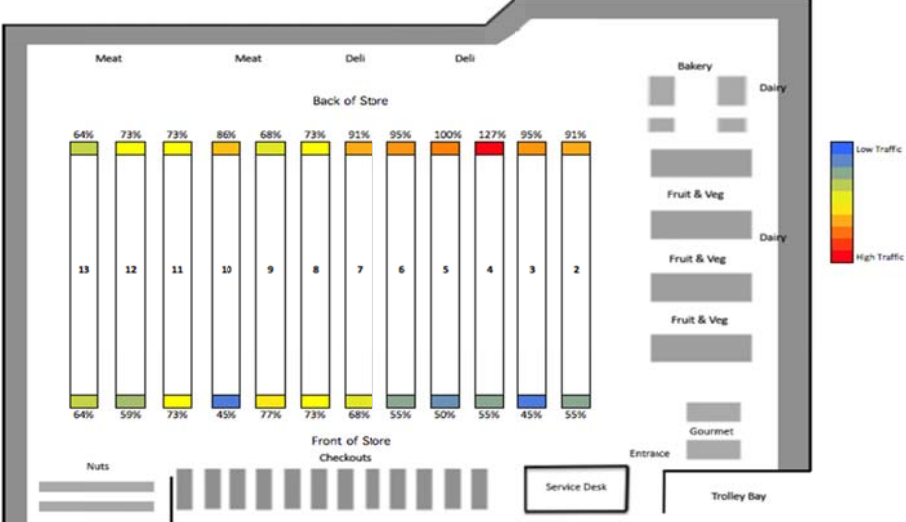 Meat Meat Deli Deli
Bakery
Dairy
Back of Store
64% 73% 73% 86% 68% 73% 91% 95% 100% 127% 95% 91%
Low Traffic
Fruit & Veg
Dairy
Fruit & Veg
High Traffic
13 12 11 10 9 8 7 6 5 4 3 2
Fruit & Veg
64% 59% 73% 45% 77% 73% 68% 55% 50% 55% 45% 55%
Gourmet
Front of Store
Entrance
Checkouts
Nuts
Service Desk
Trolley Bay